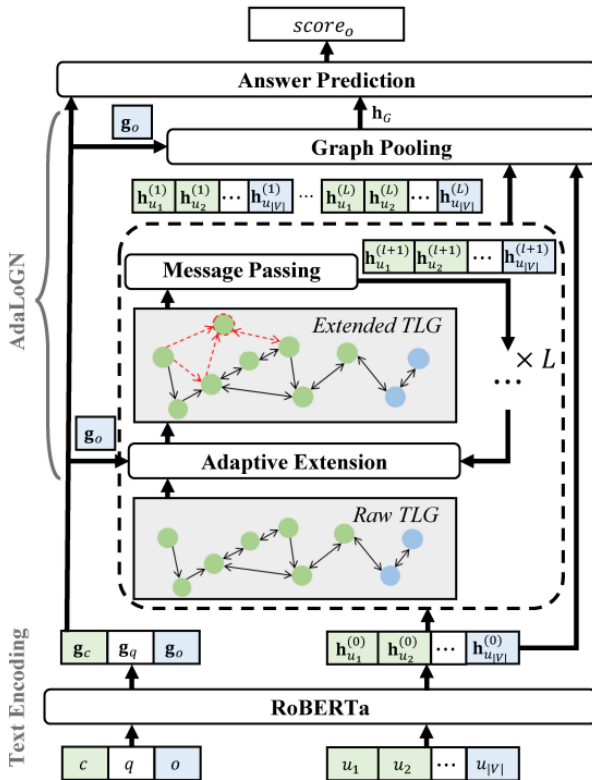 score_o
Answer Prediction
g_o
h_G
Graph Pooling
h_{u_1}^{(1)} h_{u_2}^{(1)} ⋯ h_{u_{|V|}}^{(1)} ⋯ h_{u_1}^{(L)} h_{u_2}^{(L)} ⋯ h_{u_{|V|}}^{(L)}
Message Passing
h_{u_1}^{(l+1)} h_{u_2}^{(l+1)} ⋯ h_{u_{|V|}}^{(l+1)}
AdaLoGN
Extended TLG
× L
⋯
g_o
Adaptive Extension
Raw TLG
Text Encoding
g_c g_q g_o
h_{u_1}^{(0)} h_{u_2}^{(0)} ⋯ h_{u_{|V|}}^{(0)}
RoBERTa
c q o
u_1 u_2 ⋯ u_{|V|}